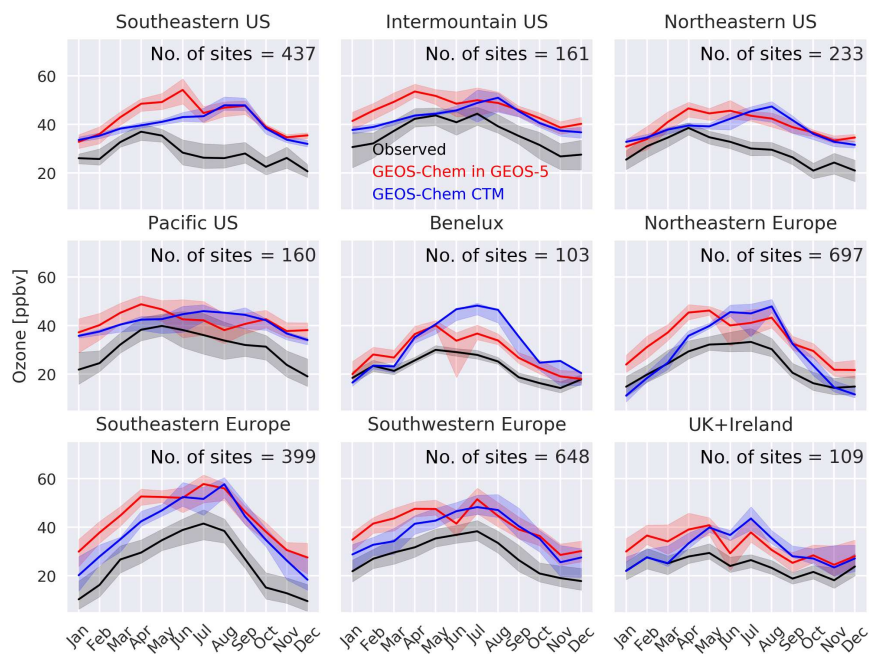 Southeastern US
Intermountain US
Northeastern US
No. of sites = 437
No. of sites = 161
No. of sites = 233
60
40
20
Observed
GEOS-Chem in GEOS-5
GEOS-Chem CTM
Pacific US
Benelux
Northeastern Europe
No. of sites = 160
No. of sites = 103
No. of sites = 697
Ozone [ppbv]
60
40
20
Southeastern Europe
Southwestern Europe
UK+Ireland
No. of sites = 399
No. of sites = 648
No. of sites = 109
60
40
20
Jan Feb Mar Apr May Jun Jul Aug Sep Oct Nov Dec
Jan Feb Mar Apr May Jun Jul Aug Sep Oct Nov Dec
Jan Feb Mar Apr May Jun Jul Aug Sep Oct Nov Dec